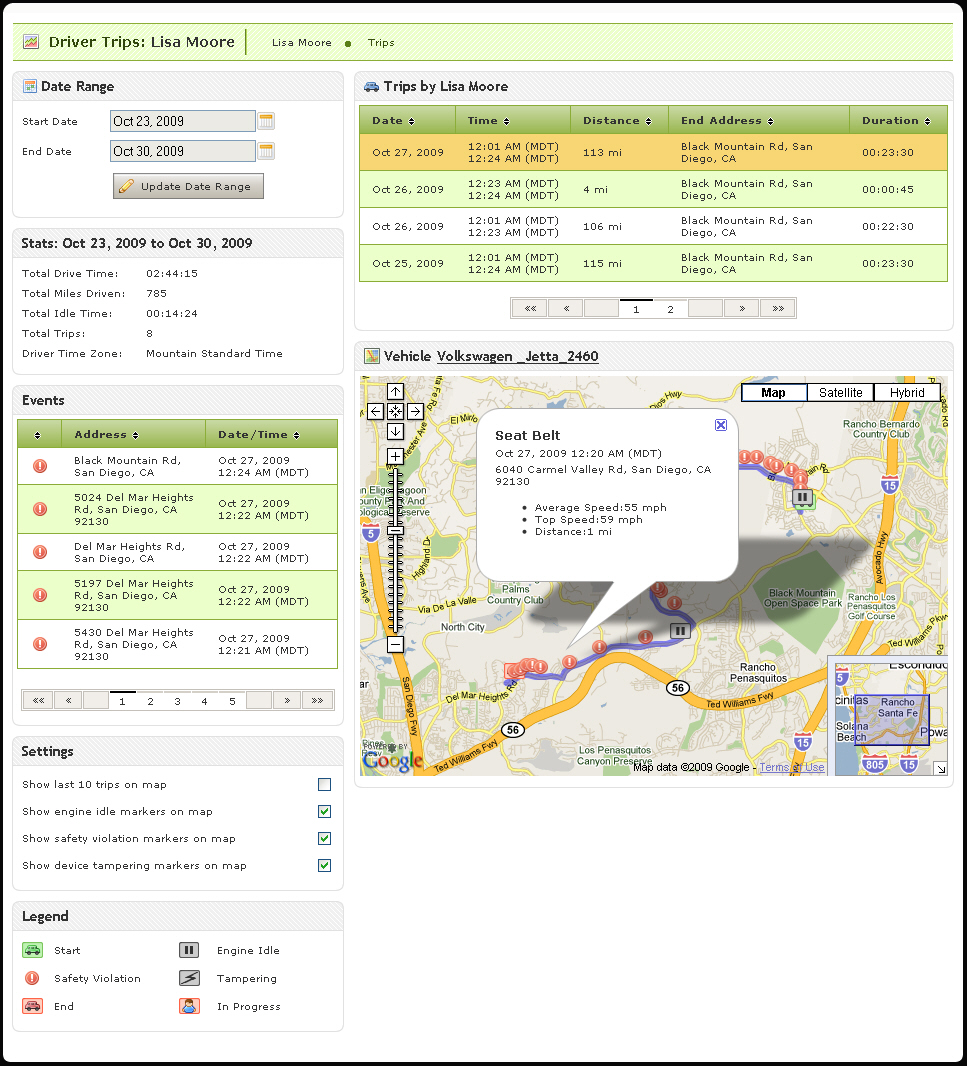 Driver Trips: Lisa Moore
Lisa Moore
Trips
Date Range
Start Date
Oct 23, 2009
End Date
Oct 30, 2009
Update Date Range
Stats: Oct 23, 2009 to Oct 30, 2009
Total Drive Time: 02:44:15
Total Miles Driven: 785
Total Idle Time: 00:14:24
Total Trips: 8
Driver Time Zone: Mountain Standard Time
Events
Address Date/Time
Black Mountain Rd, Oct 27, 2009
San Diego, CA 12:24 AM (MDT)
5024 Del Mar Heights
Rd, San Diego, CA
92130
Oct 27, 2009
12:22 AM (MDT)
Del Mar Heights Rd, Oct 27, 2009
San Diego, CA 12:22 AM (MDT)
5197 Del Mar Heights
Rd, San Diego, CA
92130
Oct 27, 2009
12:22 AM (MDT)
5430 Del Mar Heights
Rd, San Diego, CA
92130
Oct 27, 2009
12:21 AM (MDT)
«« « 1 2 3 4 5 » »»
Settings
Show last 10 trips on map
Show engine idle markers on map
Show safety violation markers on map
Show device tampering markers on map
Legend
Start
Engine Idle
Safety Violation
Tampering
End
In Progress
Trips by Lisa Moore
Date Time Distance End Address Duration
Oct 27, 2009
12:01 AM (MDT)
12:24 AM (MDT)
113 mi
Black Mountain Rd, San
Diego, CA
00:23:30
Oct 26, 2009
12:23 AM (MDT)
12:24 AM (MDT)
4 mi
Black Mountain Rd, San
Diego, CA
00:00:45
Oct 26, 2009
12:01 AM (MDT)
12:23 AM (MDT)
106 mi
Black Mountain Rd, San
Diego, CA
00:22:30
Oct 25, 2009
12:01 AM (MDT)
12:24 AM (MDT)
115 mi
Black Mountain Rd, San
Diego, CA
00:23:30
«« « 1 2 » »»
Vehicle Volkswagen _Jetta_2460
Map
Satellite
Hybrid
Seat Belt
Oct 27, 2009 12:20 AM (MDT)
6040 Carmel Valley Rd, San Diego, CA
92130
Average Speed:55 mph
Top Speed:59 mph
Distance:1 mi
Rancho Bernardo
Country Club
15
5
Highland Dr
Via De La Valle
Palms
Country Club
North City
Avocado Hwy
Black Mountain
Open Space Park
Rancho Los
Penasquitos
Golf Course
Ted Williams Pkwy
Rancho
Penasquitos
Del Mar Heights Rd
San Diego Fwy
56
56
Ted Williams Fwy
Ted Williams Fwy
Los Penasquitos
Canyon Preserve
15
POWERED BY
Google
Map data ©2009 Google - Terms of Use
Escondido
5
Rancho
Santa Fe
Solana
Beach
805
15